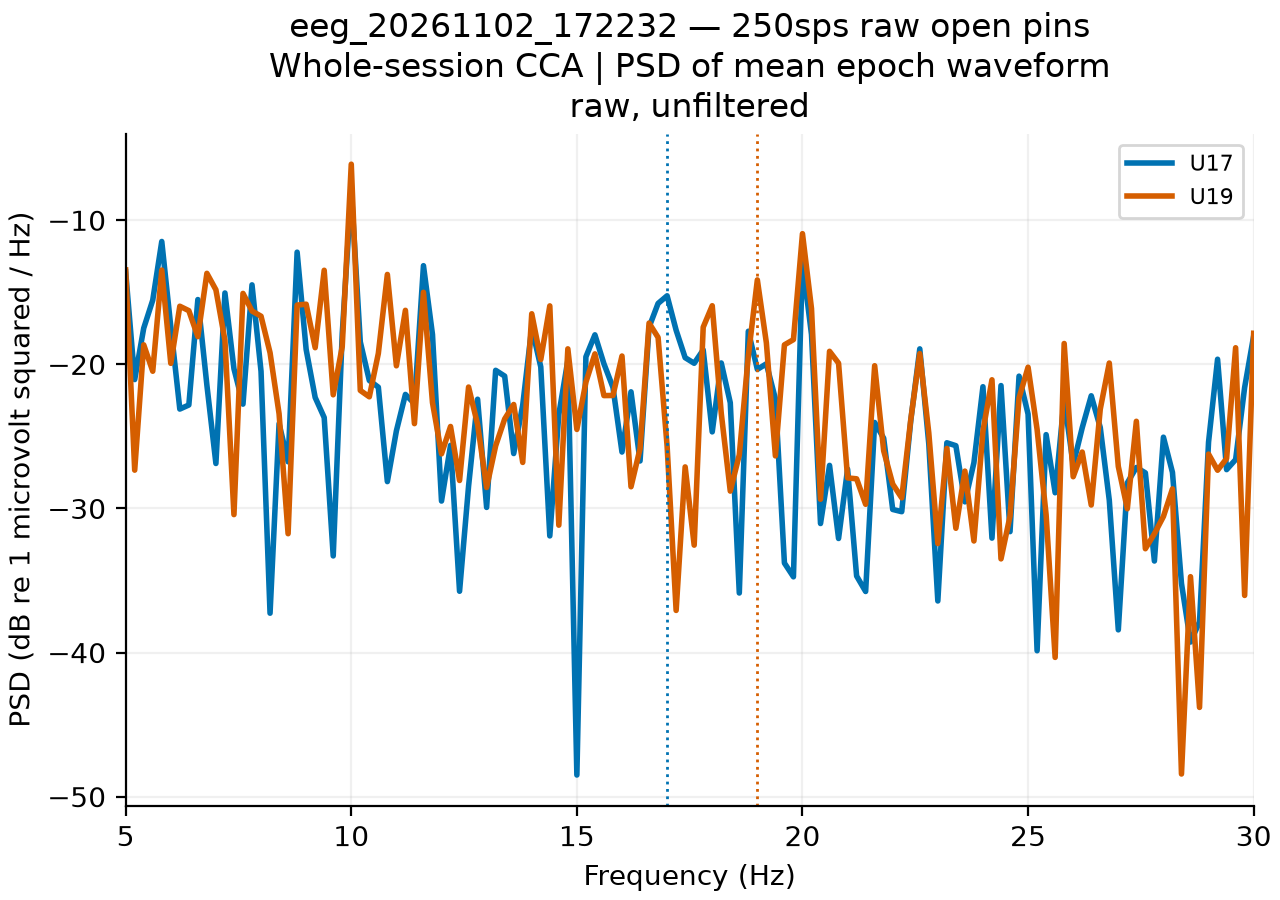 eeg_20261102_172232 — 250sps raw open pins
Whole-session CCA | PSD of mean epoch waveform
raw, unfiltered
U17
U19
PSD (dB re 1 microvolt squared / Hz)
−10
−20
−30
−40
−50
5
10
15
20
25
30
Frequency (Hz)